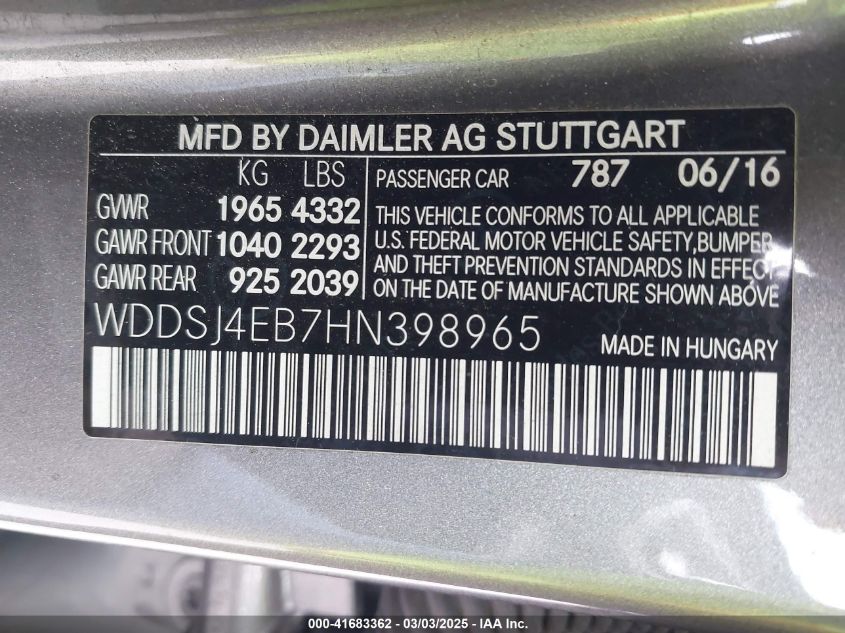 MFD BY DAIMLER AG STUTTGART
KG LBS
GVWR 1965 4332
GAWR FRONT 1040 2293
GAWR REAR 925 2039
PASSENGER CAR 787 06/16
THIS VEHICLE CONFORMS TO ALL APPLICABLE
U.S. FEDERAL MOTOR VEHICLE SAFETY,BUMPER
AND THEFT PREVENTION STANDARDS IN EFFECT
ON THE DATE OF MANUFACTURE SHOWN ABOVE
WDDSJ4EB7HN398965
MADE IN HUNGARY
000-41683362 - 03/03/2025 - IAAI.com